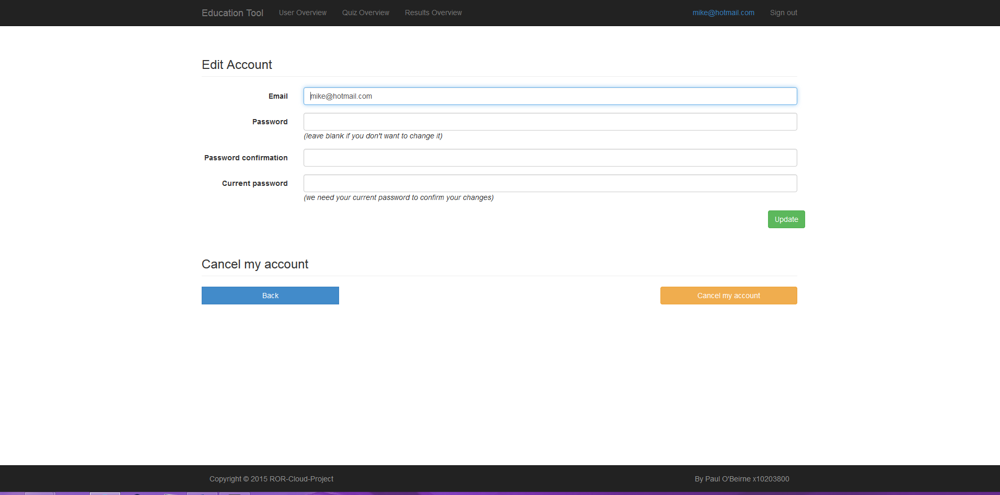 Education Tool User Overview Quiz Overview Results Overview mike@hotmail.com Sign out
Edit Account
Email mike@hotmail.com
Password
(leave blank if you don't want to change it)
Password confirmation
Current password
(we need your current password to confirm your changes)
Update
Cancel my account
Back Cancel my account
Copyright © 2015 ROR-Cloud-Project By Paul O'Beirne x10203800